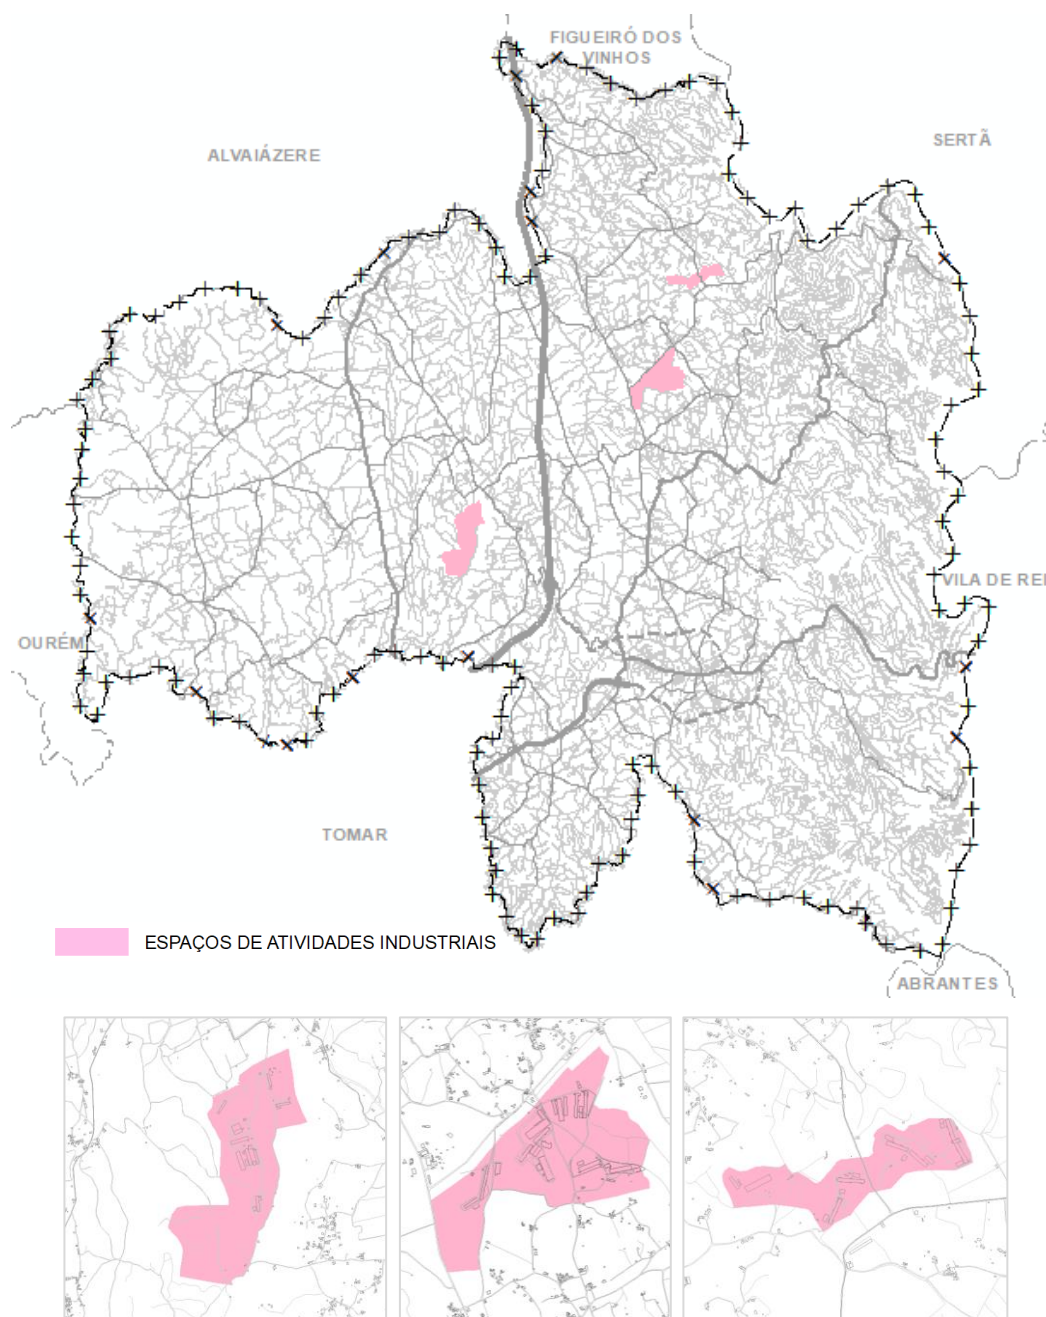 FIGUEIRÓ DOS
VINHOS
SERTÃ
ALVAIÁZERE
VILA DE REI
OURÉM
TOMAR
ESPAÇOS DE ATIVIDADES INDUSTRIAIS
ABRANTES